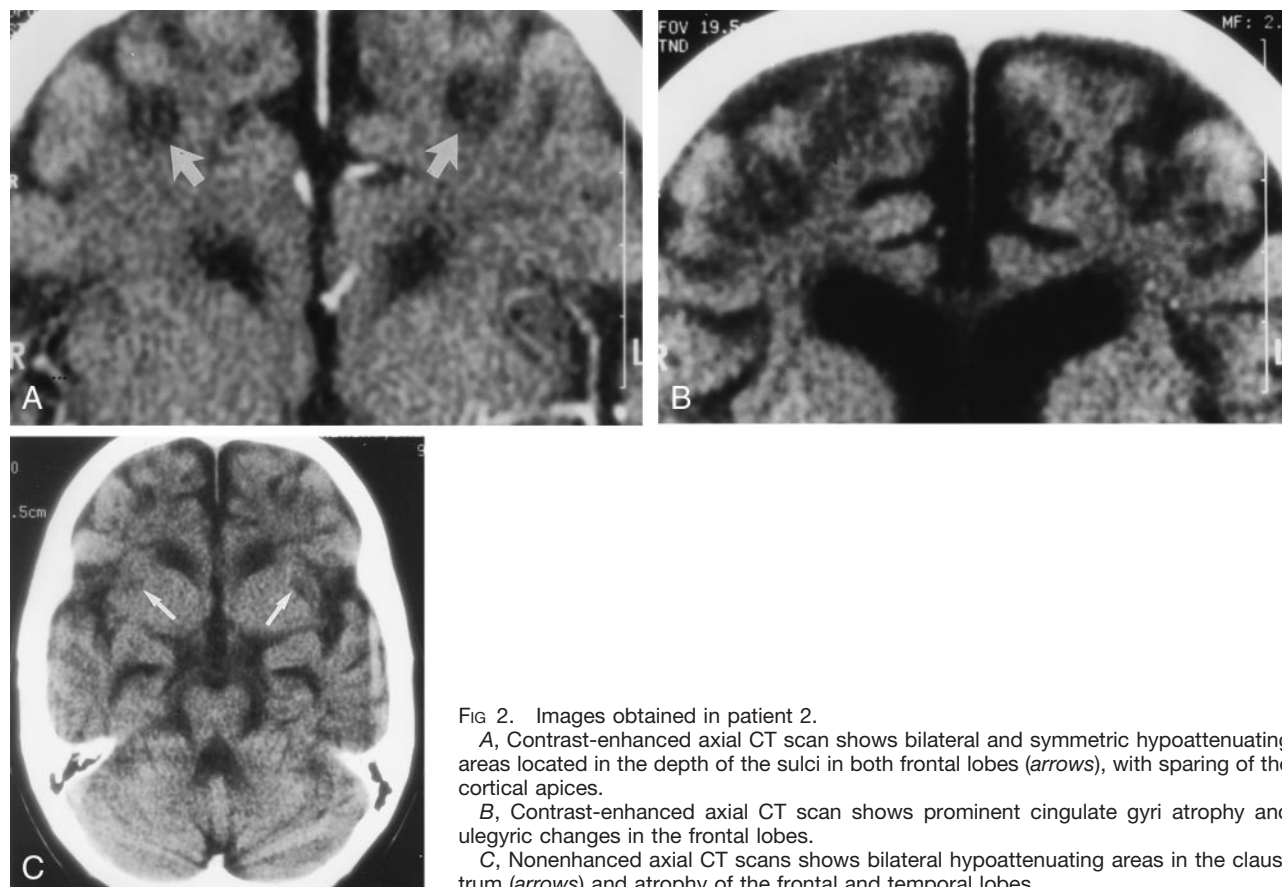 FOV 19.5c
TND
MF: 2.
R
L
A
R
L
B
0
.5cm
9
C
FIG 2. Images obtained in patient 2.
A, Contrast-enhanced axial CT scan shows bilateral and symmetric hypoattenuating
areas located in the depth of the sulci in both frontal lobes (arrows), with sparing of the
cortical apices.
B, Contrast-enhanced axial CT scan shows prominent cingulate gyri atrophy and
ulegyric changes in the frontal lobes.
C, Nonenhanced axial CT scans shows bilateral hypoattenuating areas in the claus-
trum (arrows) and atrophy of the frontal and temporal lobes.